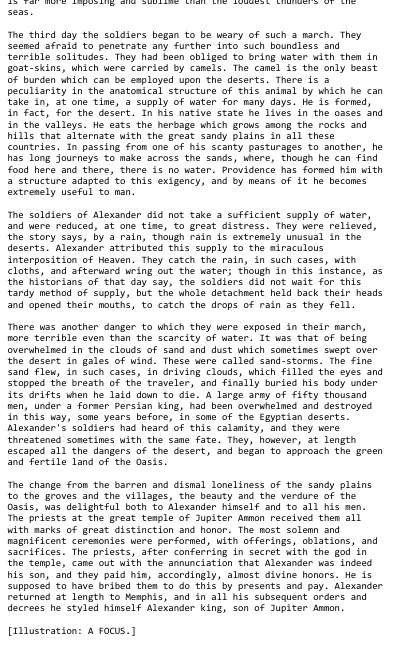 is far more imposing and sublime than the loudest thunders of the
seas.
The third day the soldiers began to be weary of such a march. They
seemed afraid to penetrate any further into such boundless and
terrible solitudes. They had been obliged to bring water with them in
goat-skins, which were carried by camels. The camel is the only beast
of burden which can be employed upon the deserts. There is a
peculiarity in the anatomical structure of this animal by which he can
take in, at one time, a supply of water for many days. He is formed,
in fact, for the desert. In his native state he lives in the oases and
in the valleys. He eats the herbage which grows among the rocks and
hills that alternate with the great sandy plains in all these
countries. In passing from one of his scanty pasturages to another, he
has long journeys to make across the sands, where, though he can find
food here and there, there is no water. Providence has formed him with
a structure adapted to this exigency, and by means of it he becomes
extremely useful to man.
The soldiers of Alexander did not take a sufficient supply of water,
and were reduced, at one time, to great distress. They were relieved,
the story says, by a rain, though rain is extremely unusual in the
deserts. Alexander attributed this supply to the miraculous
interposition of Heaven. They catch the rain, in such cases, with
cloths, and afterward wring out the water; though in this instance, as
the historians of that day say, the soldiers did not wait for this
tardy method of supply, but the whole detachment held back their heads
and opened their mouths, to catch the drops of rain as they fell.
There was another danger to which they were exposed in their march,
more terrible even than the scarcity of water. It was that of being
overwhelmed in the clouds of sand and dust which sometimes swept over
the desert in gales of wind. These were called sand-storms. The fine
sand flew, in such cases, in driving clouds, which filled the eyes and
stopped the breath of the traveler, and finally buried his body under
its drifts when he laid down to die. A large army of fifty thousand
men, under a former Persian king, had been overwhelmed and destroyed
in this way, some years before, in some of the Egyptian deserts.
Alexander's soldiers had heard of this calamity, and they were
threatened sometimes with the same fate. They, however, at length
escaped all the dangers of the desert, and began to approach the green
and fertile land of the Oasis.
The change from the barren and dismal loneliness of the sandy plains
to the groves and the villages, the beauty and the verdure of the
Oasis, was delightful both to Alexander himself and to all his men.
The priests at the great temple of Jupiter Ammon received them all
with marks of great distinction and honor. The most solemn and
magnificent ceremonies were performed, with offerings, oblations, and
sacrifices. The priests, after conferring in secret with the god in
the temple, came out with the annunciation that Alexander was indeed
his son, and they paid him, accordingly, almost divine honors. He is
supposed to have bribed them to do this by presents and pay. Alexander
returned at length to Memphis, and in all his subsequent orders and
decrees he styled himself Alexander king, son of Jupiter Ammon.
[Illustration: A FOCUS.]